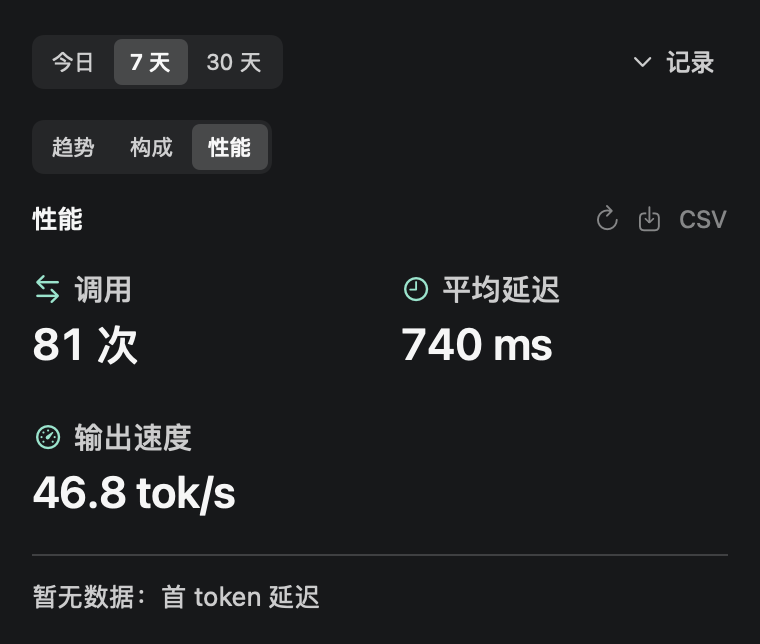 今日 7 天 30 天 记录
趋势 构成 性能
性能 CSV
调用 平均延迟
81 次 740 ms
输出速度
46.8 tok/s
暂无数据：首 token 延迟